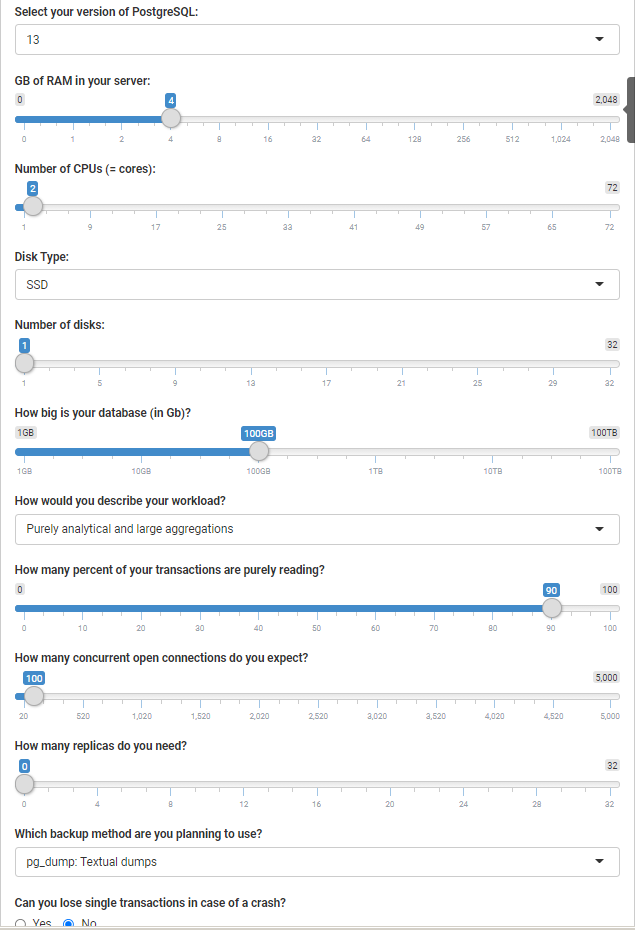 Select your version of PostgreSQL:
13
GB of RAM in your server:
0 4 2,048
0 1 2 4 8 16 32 64 128 256 512 1,024 2,048
Number of CPUs (= cores):
2 72
1 9 17 25 33 41 49 57 65 72
Disk Type:
SSD
Number of disks:
1 32
1 5 9 13 17 21 25 29 32
How big is your database (in Gb)?
1GB 100GB 100TB
1GB 10GB 100GB 1TB 10TB 100TB
How would you describe your workload?
Purely analytical and large aggregations
How many percent of your transactions are purely reading?
0 90 100
0 10 20 30 40 50 60 70 80 90 100
How many concurrent open connections do you expect?
100 5,000
20 520 1,020 1,520 2,020 2,520 3,020 3,520 4,020 4,520 5,000
How many replicas do you need?
0 32
0 4 8 12 16 20 24 28 32
Which backup method are you planning to use?
pg_dump: Textual dumps
Can you lose single transactions in case of a crash?
Yes No